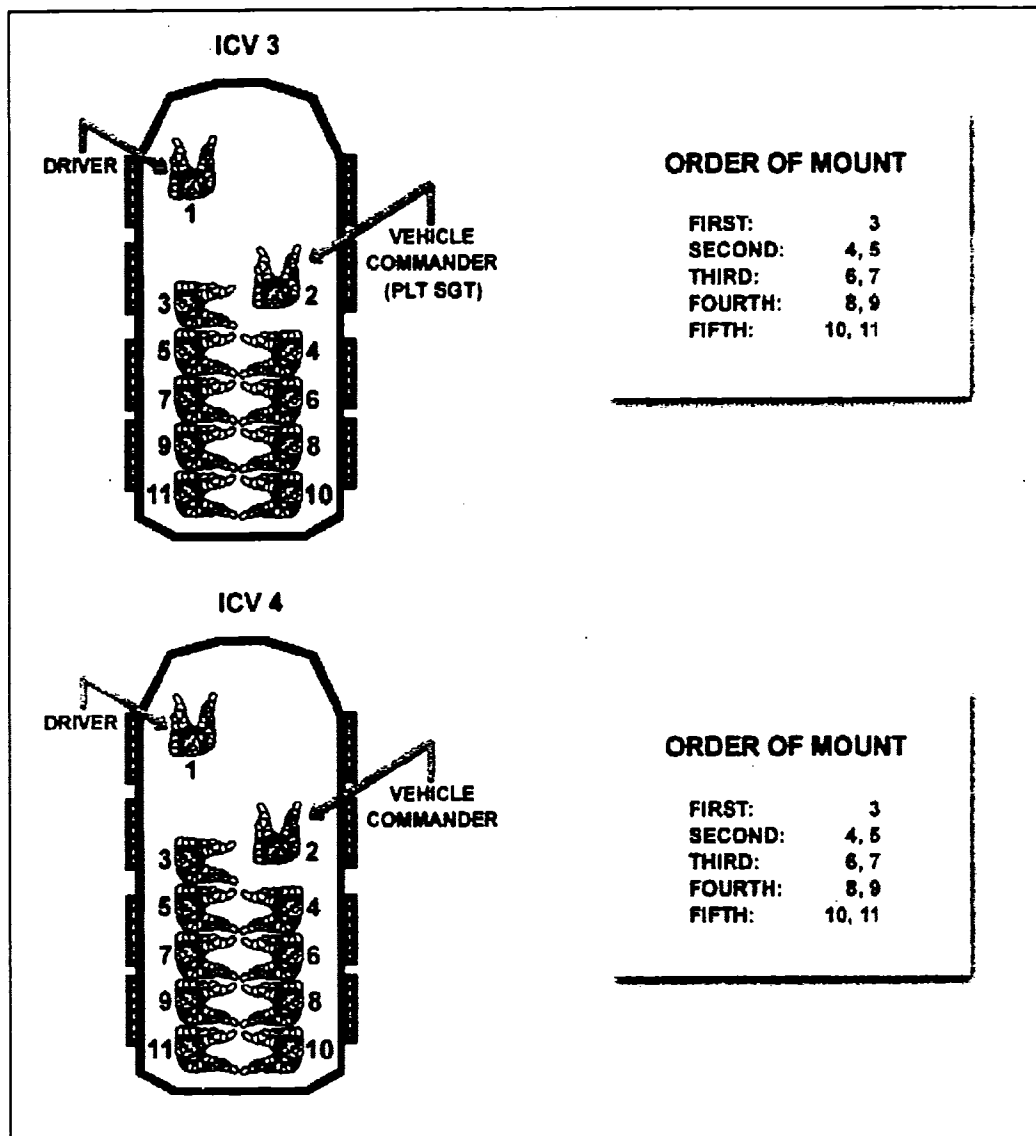 ICV 3
DRIVER
1
VEHICLE
COMMANDER
(PLT SGT)
2
3
5
4
7
6
9
8
11
10
ORDER OF MOUNT
FIRST: 3
SECOND: 4, 5
THIRD: 6, 7
FOURTH: 8, 9
FIFTH: 10, 11
ICV 4
DRIVER
1
VEHICLE
COMMANDER
2
3
5
4
7
6
9
8
11
10
ORDER OF MOUNT
FIRST: 3
SECOND: 4, 5
THIRD: 6, 7
FOURTH: 8, 9
FIFTH: 10, 11